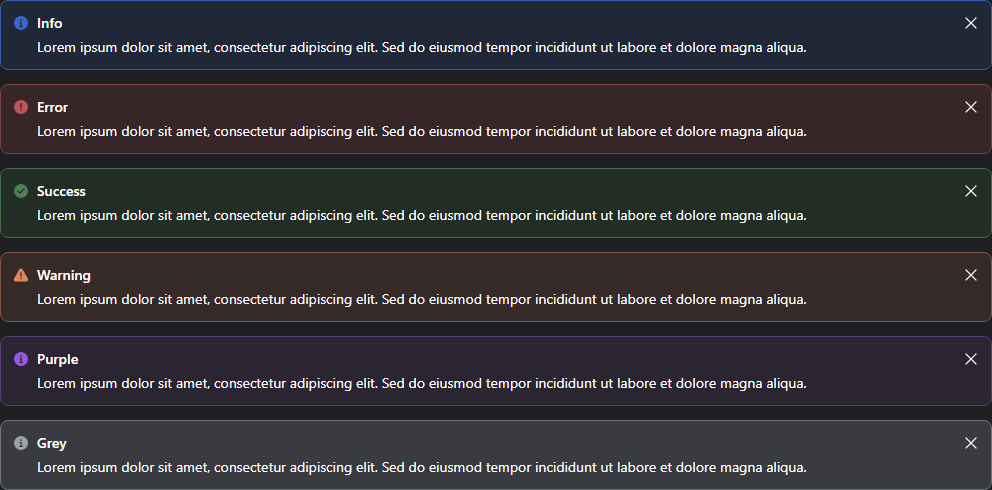 Info
Lorem ipsum dolor sit amet, consectetur adipiscing elit. Sed do eiusmod tempor incididunt ut labore et dolore magna aliqua.
Error
Lorem ipsum dolor sit amet, consectetur adipiscing elit. Sed do eiusmod tempor incididunt ut labore et dolore magna aliqua.
Success
Lorem ipsum dolor sit amet, consectetur adipiscing elit. Sed do eiusmod tempor incididunt ut labore et dolore magna aliqua.
Warning
Lorem ipsum dolor sit amet, consectetur adipiscing elit. Sed do eiusmod tempor incididunt ut labore et dolore magna aliqua.
Purple
Lorem ipsum dolor sit amet, consectetur adipiscing elit. Sed do eiusmod tempor incididunt ut labore et dolore magna aliqua.
Grey
Lorem ipsum dolor sit amet, consectetur adipiscing elit. Sed do eiusmod tempor incididunt ut labore et dolore magna aliqua.